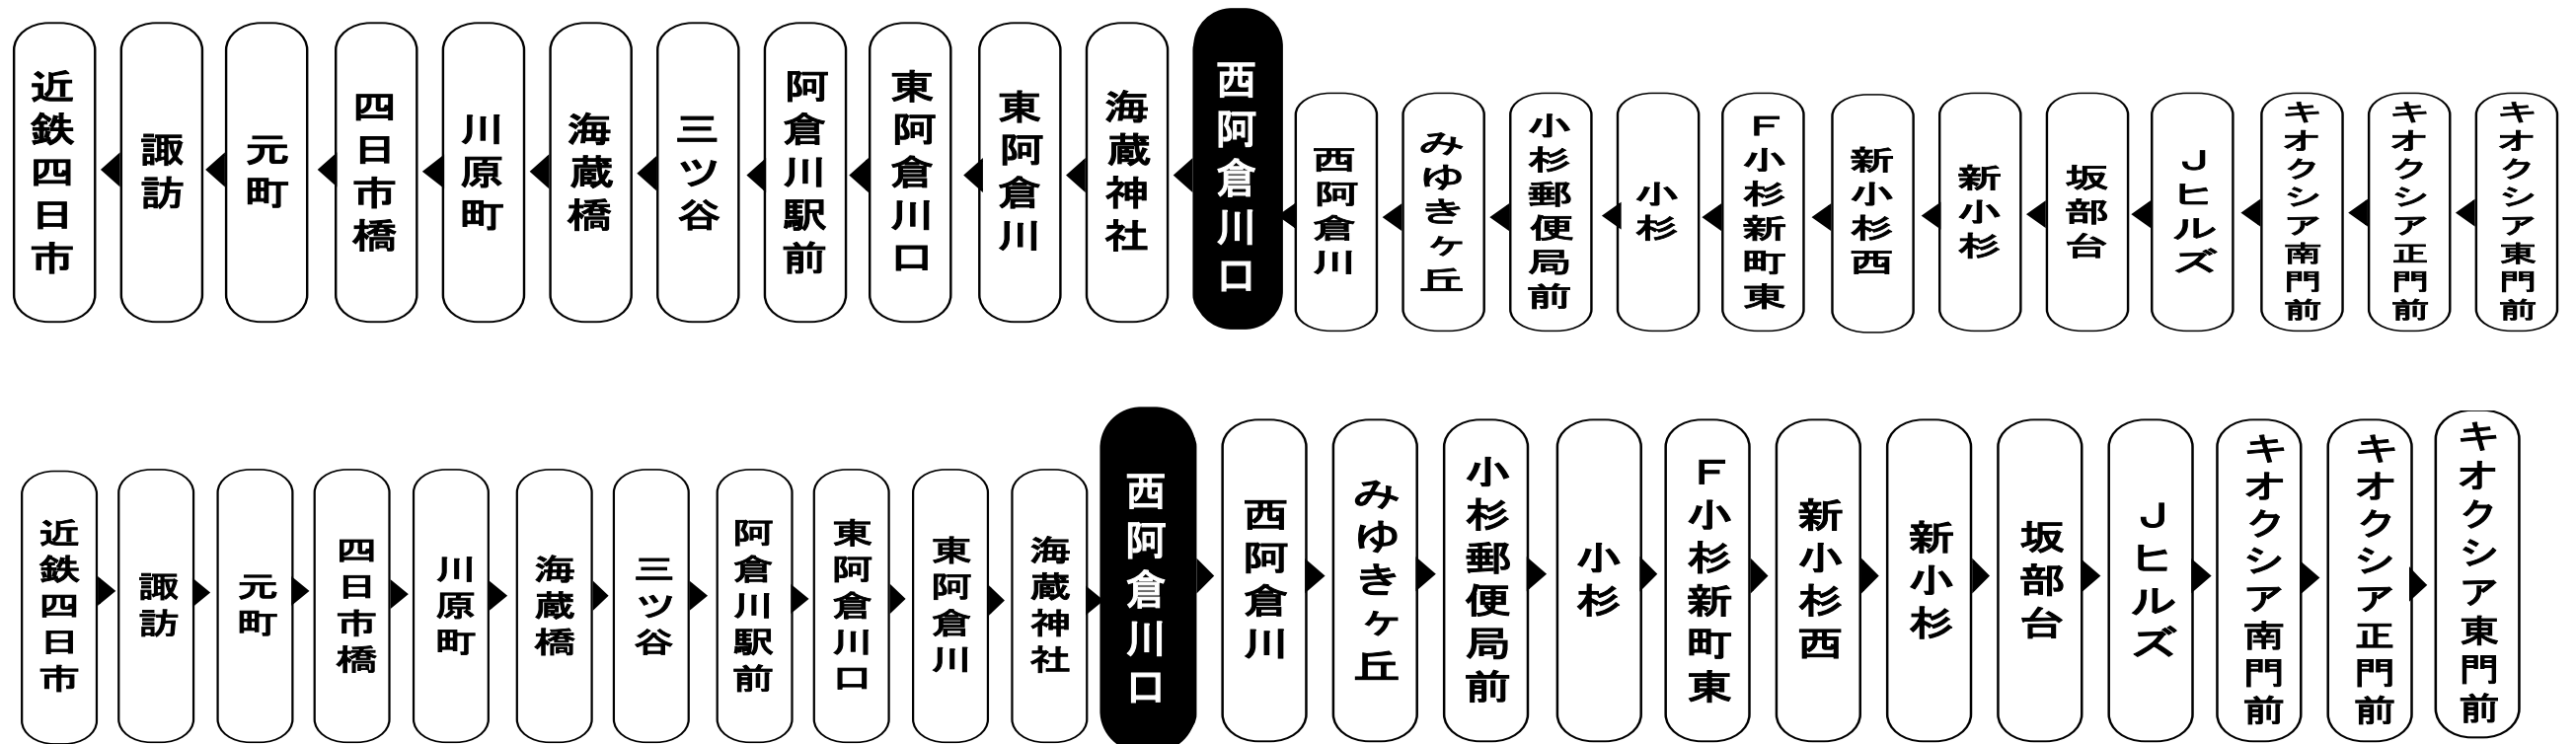 近鉄四日市
諏訪
元町
四日市橋
川原町
海蔵橋
三ツ谷
阿倉川駅前
東阿倉川口
東阿倉川
海蔵神社
西阿倉川口
西阿倉川
みゆきヶ丘
小杉郵便局前
小杉
F小杉新町東
新小杉西
新小杉
坂部台
Jヒルズ
キオクシア南門前
キオクシア正門前
キオクシア東門前
近鉄四日市
諏訪
元町
四日市橋
川原町
海蔵橋
三ツ谷
阿倉川駅前
東阿倉川口
東阿倉川
海蔵神社
西阿倉川口
西阿倉川
みゆきヶ丘
小杉郵便局前
小杉
F小杉新町東
新小杉西
新小杉
坂部台
Jヒルズ
キオクシア南門前
キオクシア正門前
キオクシア東門前